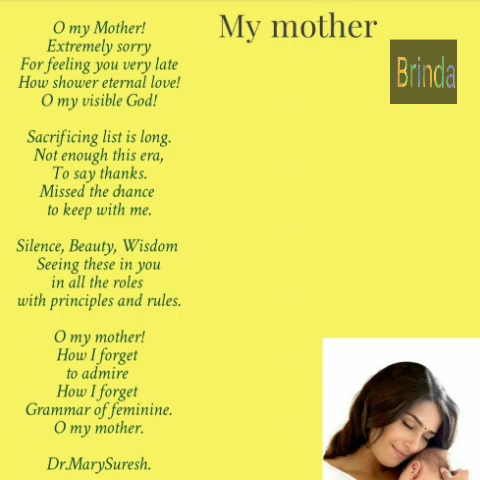 My mother
Brinda
O my Mother!
Extremely sorry
For feeling you very late
How shower eternal love!
O my visible God!
Sacrificing list is long.
Not enough this era,
To say thanks.
Missed the chance
to keep with me.
Silence, Beauty, Wisdom
Seeing these in you
in all the roles
with principles and rules.
O my mother!
How I forget
to admire
How I forget
Grammar of feminine.
O my mother.
Dr.MarySuresh.